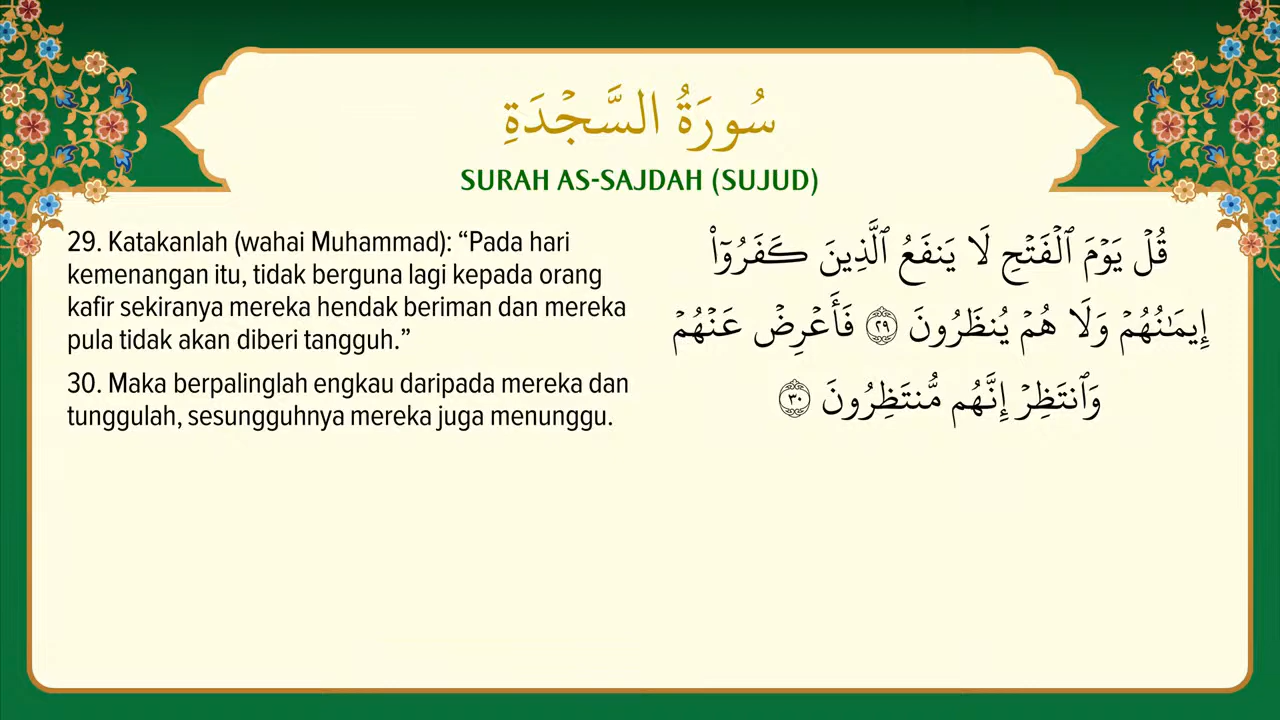 سُورَةُ السَّجْدَةِ
SURAH AS-SAJDAH (SUJUD)
29. Katakanlah (wahai Muhammad): “Pada hari
kemenangan itu, tidak berguna lagi kepada orang
kafir sekiranya mereka hendak beriman dan mereka
pula tidak akan diberi tangguh.”
30. Maka berpalinglah engkau daripada mereka dan
tunggulah, sesungguhnya mereka juga menunggu.
قُلْ يَوْمَ ٱلْفَتْحِ لَا يَنفَعُ ٱلَّذِينَ كَفَرُوٓا۟
إِيمَـٰنُهُمْ وَلَا هُمْ يُنظَرُونَ ٢٩ فَأَعْرِضْ عَنْهُمْ
وَٱنتَظِرْ إِنَّهُم مُّنتَظِرُونَ ٣٠